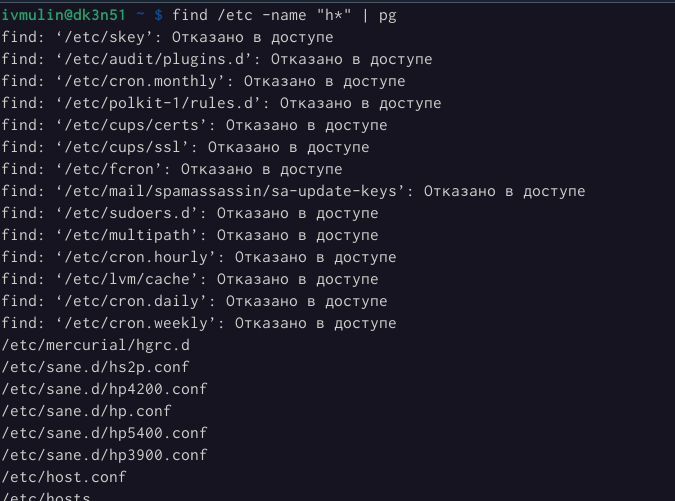 ivmulin@dk3n51 ~ $ find /etc -name "h*" | pg
find: ‘/etc/skey’: Отказано в доступе
find: ‘/etc/audit/plugins.d’: Отказано в доступе
find: ‘/etc/cron.monthly’: Отказано в доступе
find: ‘/etc/polkit-1/rules.d’: Отказано в доступе
find: ‘/etc/cups/certs’: Отказано в доступе
find: ‘/etc/cups/ssl’: Отказано в доступе
find: ‘/etc/fcron’: Отказано в доступе
find: ‘/etc/mail/spamassassin/sa-update-keys’: Отказано в доступе
find: ‘/etc/sudoers.d’: Отказано в доступе
find: ‘/etc/multipath’: Отказано в доступе
find: ‘/etc/cron.hourly’: Отказано в доступе
find: ‘/etc/lvm/cache’: Отказано в доступе
find: ‘/etc/cron.daily’: Отказано в доступе
find: ‘/etc/cron.weekly’: Отказано в доступе
/etc/mercurial/hgrc.d
/etc/sane.d/hs2p.conf
/etc/sane.d/hp4200.conf
/etc/sane.d/hp.conf
/etc/sane.d/hp5400.conf
/etc/sane.d/hp3900.conf
/etc/host.conf
/etc/hosts